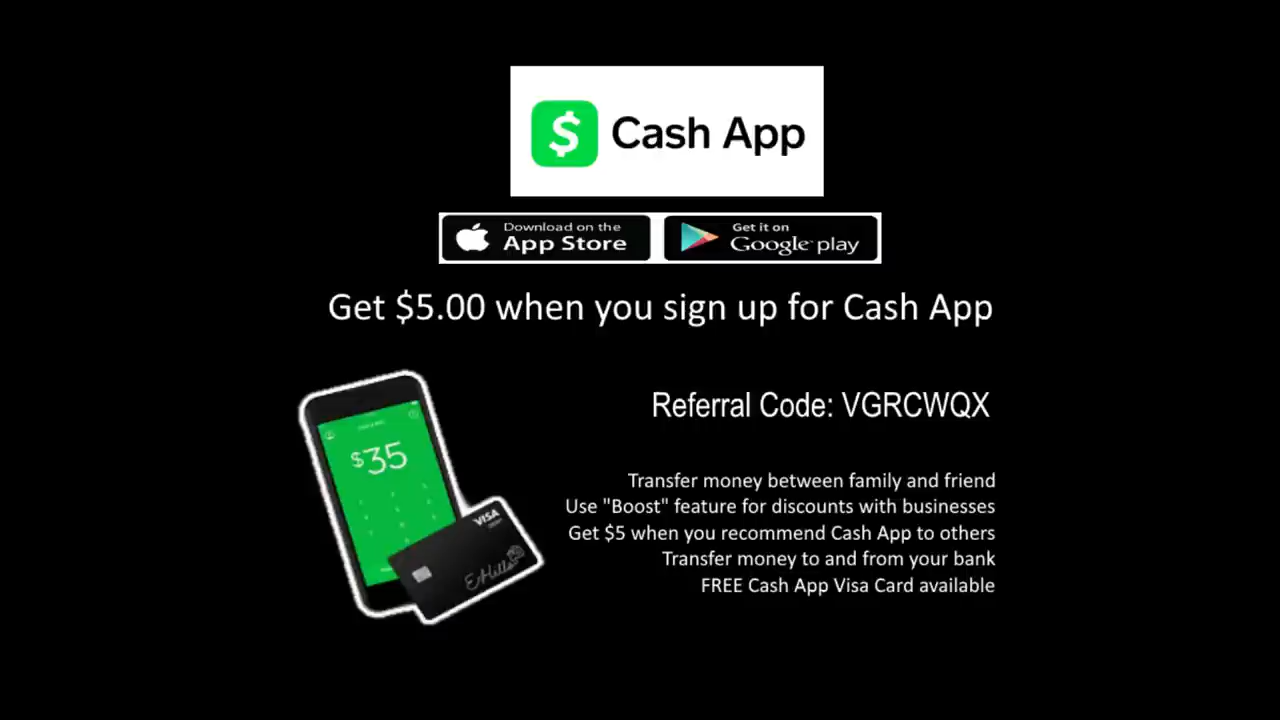 $ Cash App
Download on the
App Store
Get it on
Google play
Get $5.00 when you sign up for Cash App
Referral Code: VGRCWQX
$35
VISA
Transfer money between family and friend
Use "Boost" feature for discounts with businesses
Get $5 when you recommend Cash App to others
Transfer money to and from your bank
FREE Cash App Visa Card available